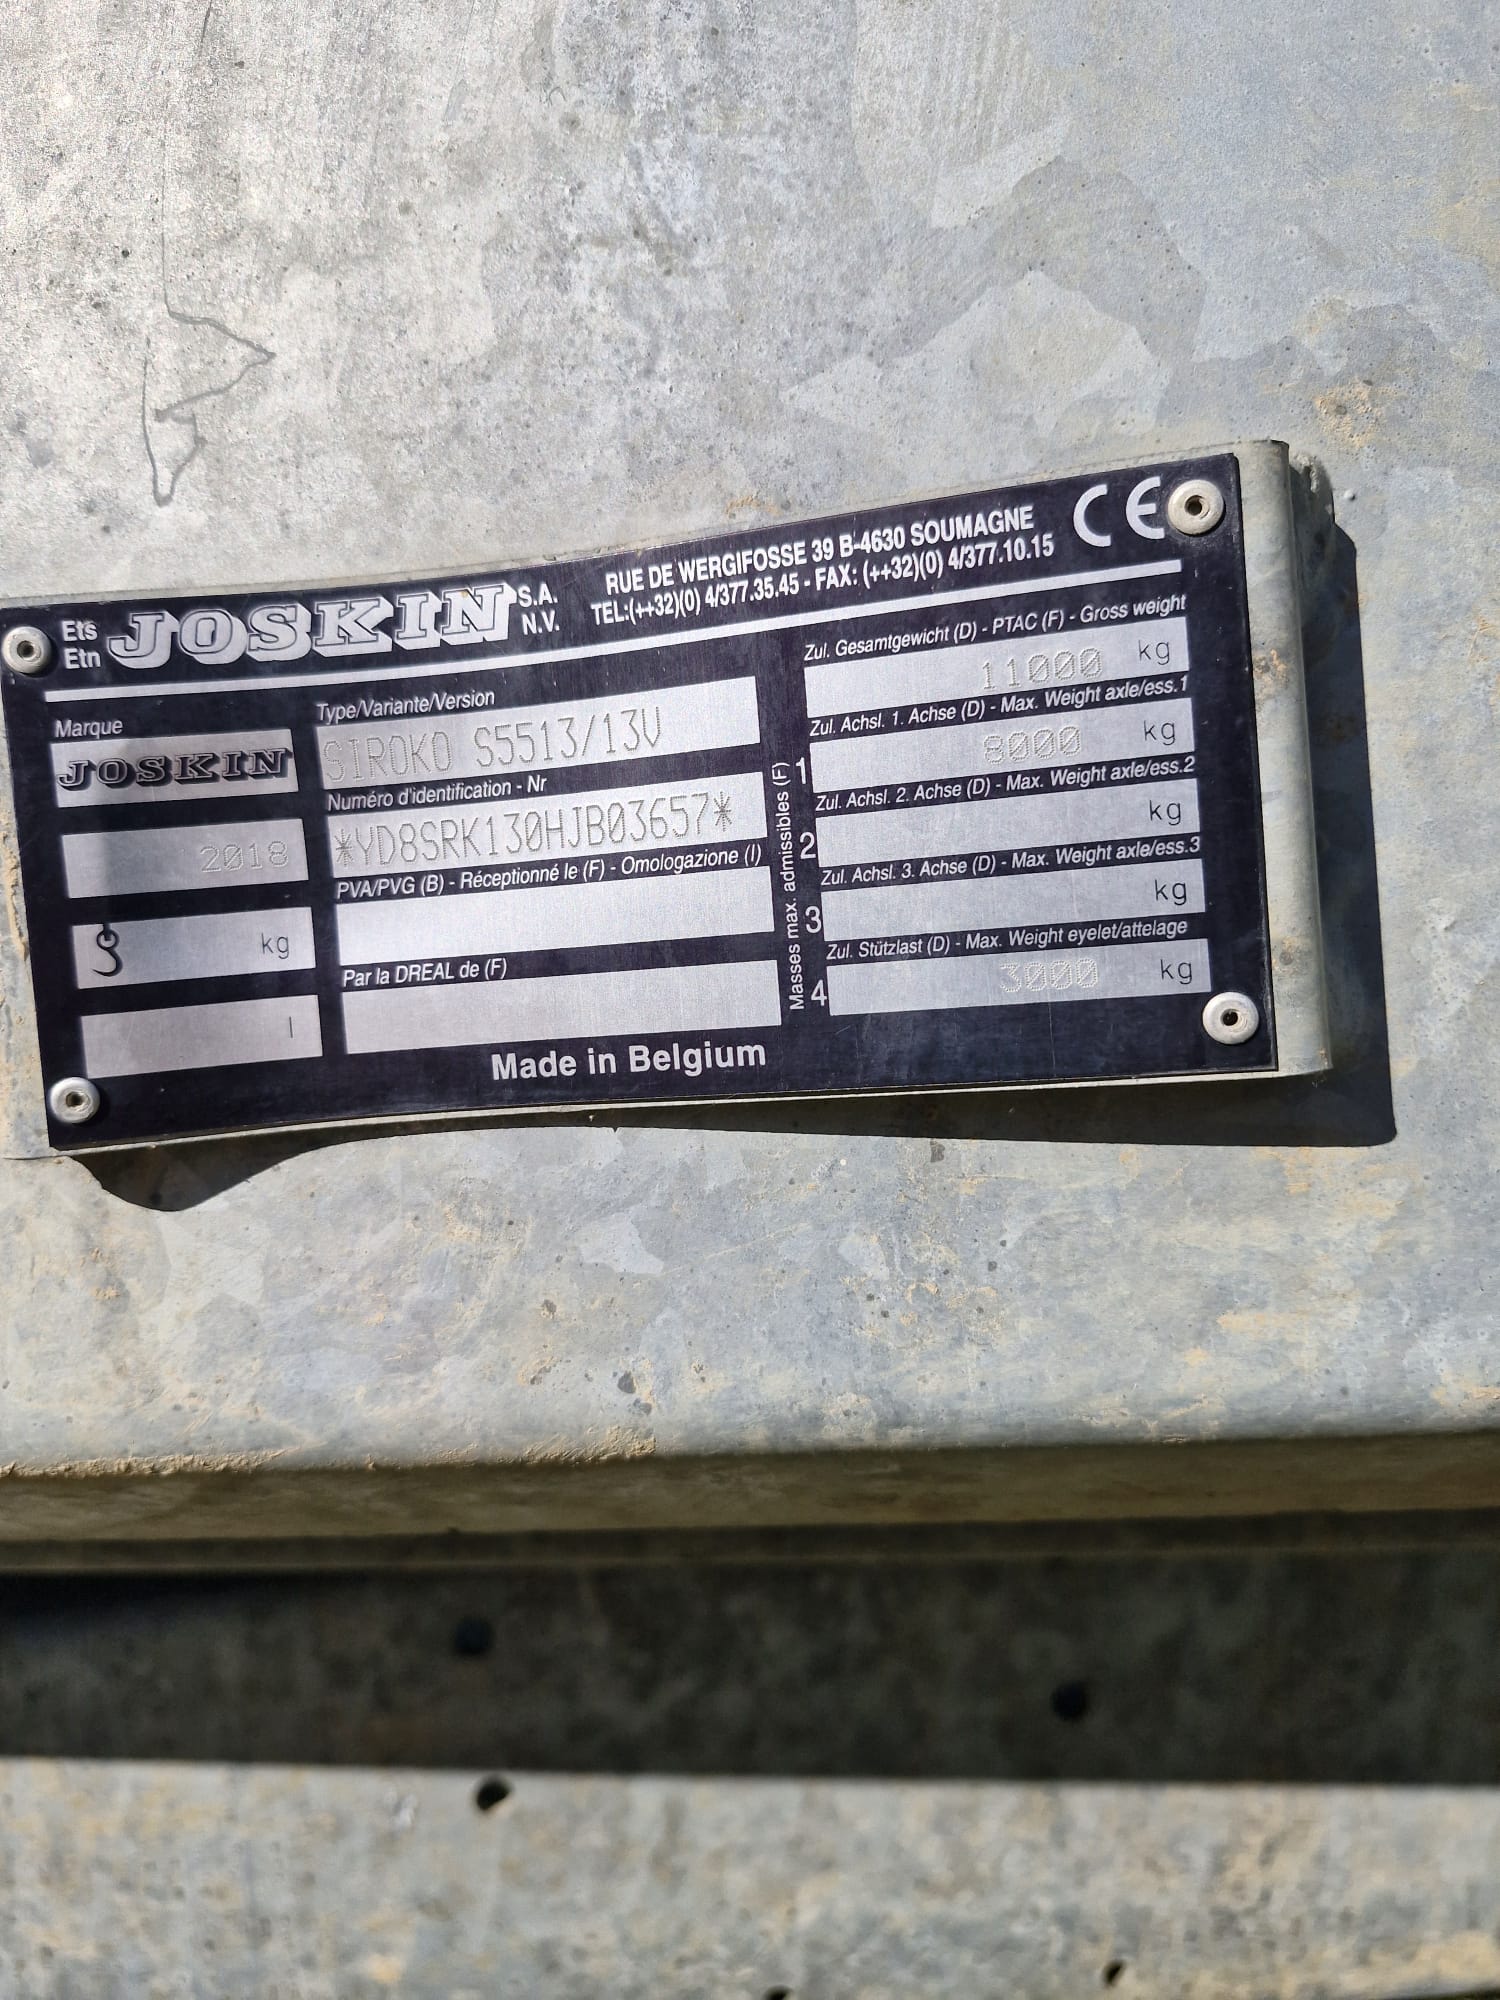 Ets
Etn
JOSKIN S.A.
N.V.
RUE DE WERGIFOSSE 39 B-4630 SOUMAGNE
TEL:(++32)(0) 4/377.35.45 - FAX: (++32)(0) 4/377.10.15
CE
Marque
JOSKIN
2018
kg
l
Type/Variante/Version
SIROKO S5513/13V
Numéro d'identification - Nr
*YD8SRK130HJB03657*
PVA/PVG (B) - Réceptionné le (F) - Omologazione (I)
Par la DREAL de (F)
Masses max. admissibles (F)
Zul. Gesamtgewicht (D) - PTAC (F) - Gross weight
11000 kg
Zul. Achsl. 1. Achse (D) - Max. Weight axle/ess.1
1 8000 kg
Zul. Achsl. 2. Achse (D) - Max. Weight axle/ess.2
2 kg
Zul. Achsl. 3. Achse (D) - Max. Weight axle/ess.3
3 kg
Zul. Stützlast (D) - Max. Weight eyelet/attelage
4 3000 kg
Made in Belgium